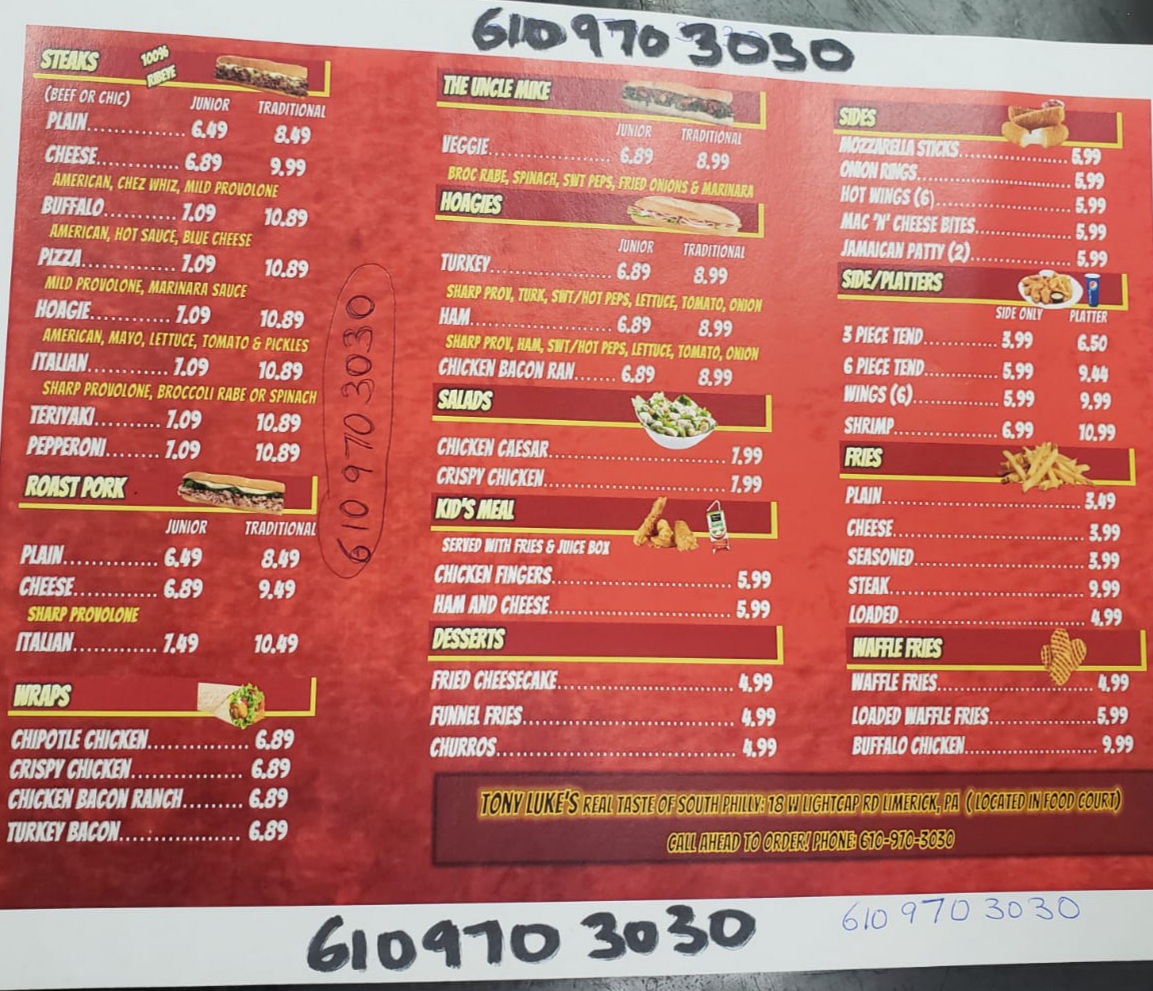 610 970 3030
STEAKS
100% RIBEYE
(BEEF OR CHIC) JUNIOR TRADITIONAL
PLAIN 6.49 8.49
CHEESE 6.89 9.99
AMERICAN, CHEZ WHIZ, MILD PROVOLONE
BUFFALO 7.09 10.89
AMERICAN, HOT SAUCE, BLUE CHEESE
PIZZA 7.09 10.89
MILD PROVOLONE, MARINARA SAUCE
HOAGIE 7.09 10.89
AMERICAN, MAYO, LETTUCE, TOMATO & PICKLES
ITALIAN 7.09 10.89
SHARP PROVOLONE, BROCCOLI RABE OR SPINACH
TERIYAKI 7.09 10.89
PEPPERONI 7.09 10.89
ROAST PORK
JUNIOR TRADITIONAL
PLAIN 6.49 8.49
CHEESE 6.89 9.49
SHARP PROVOLONE
ITALIAN 7.49 10.49
WRAPS
CHIPOTLE CHICKEN 6.89
CRISPY CHICKEN 6.89
CHICKEN BACON RANCH 6.89
TURKEY BACON 6.89
610 970 3030
THE UNCLE MIKE
JUNIOR TRADITIONAL
VEGGIE 6.89 8.99
BROC RABE, SPINACH, SWT PEPS, FRIED ONIONS & MARINARA
HOAGIES
JUNIOR TRADITIONAL
TURKEY 6.89 8.99
SHARP PROV, TURK, SWT/HOT PEPS, LETTUCE, TOMATO, ONION
HAM 6.89 8.99
SHARP PROV, HAM, SWT/HOT PEPS, LETTUCE, TOMATO, ONION
CHICKEN BACON RAN 6.89 8.99
SALADS
CHICKEN CAESAR 7.99
CRISPY CHICKEN 7.99
KID'S MEAL
SERVED WITH FRIES & JUICE BOX
CHICKEN FINGERS 5.99
HAM AND CHEESE 5.99
DESSERTS
FRIED CHEESECAKE 4.99
FUNNEL FRIES 4.99
CHURROS 4.99
SIDES
MOZZARELLA STICKS 5.99
ONION RINGS 5.99
HOT WINGS (6) 5.99
MAC 'N' CHEESE BITES 5.99
JAMAICAN PATTY (2) 5.99
SIDE/PLATTERS
SIDE ONLY PLATTER
3 PIECE TEND 3.99 6.50
6 PIECE TEND 5.99 9.44
WINGS (6) 5.99 9.99
SHRIMP 6.99 10.99
FRIES
PLAIN 3.49
CHEESE 3.99
SEASONED 3.99
STEAK 9.99
LOADED 4.99
WAFFLE FRIES
WAFFLE FRIES 4.99
LOADED WAFFLE FRIES 5.99
BUFFALO CHICKEN 9.99
TONY LUKE'S REAL TASTE OF SOUTH PHILLY: 18 W LIGHTCAP RD LIMERICK, PA (LOCATED IN FOOD COURT)
CALL AHEAD TO ORDER! PHONE: 610-970-3030
610 970 3030
610 970 3030